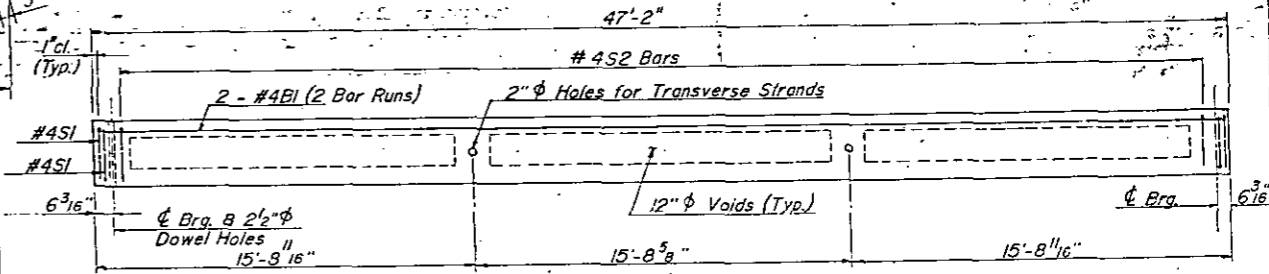 47'-2"
1"cl.
(Typ.)
#4S2 Bars
2 - #4B1 (2 Bar Runs)
2" ϕ Holes for Transverse Strands
#4S1
#4S1
6 3/16"
₵ Brg. & 2 1/2" ϕ
Dowel Holes
12" ϕ Voids (Typ.)
₵ Brg.
6 3/16"
15'-8 11/16"
15'-8 5/8"
15'-8 11/16"